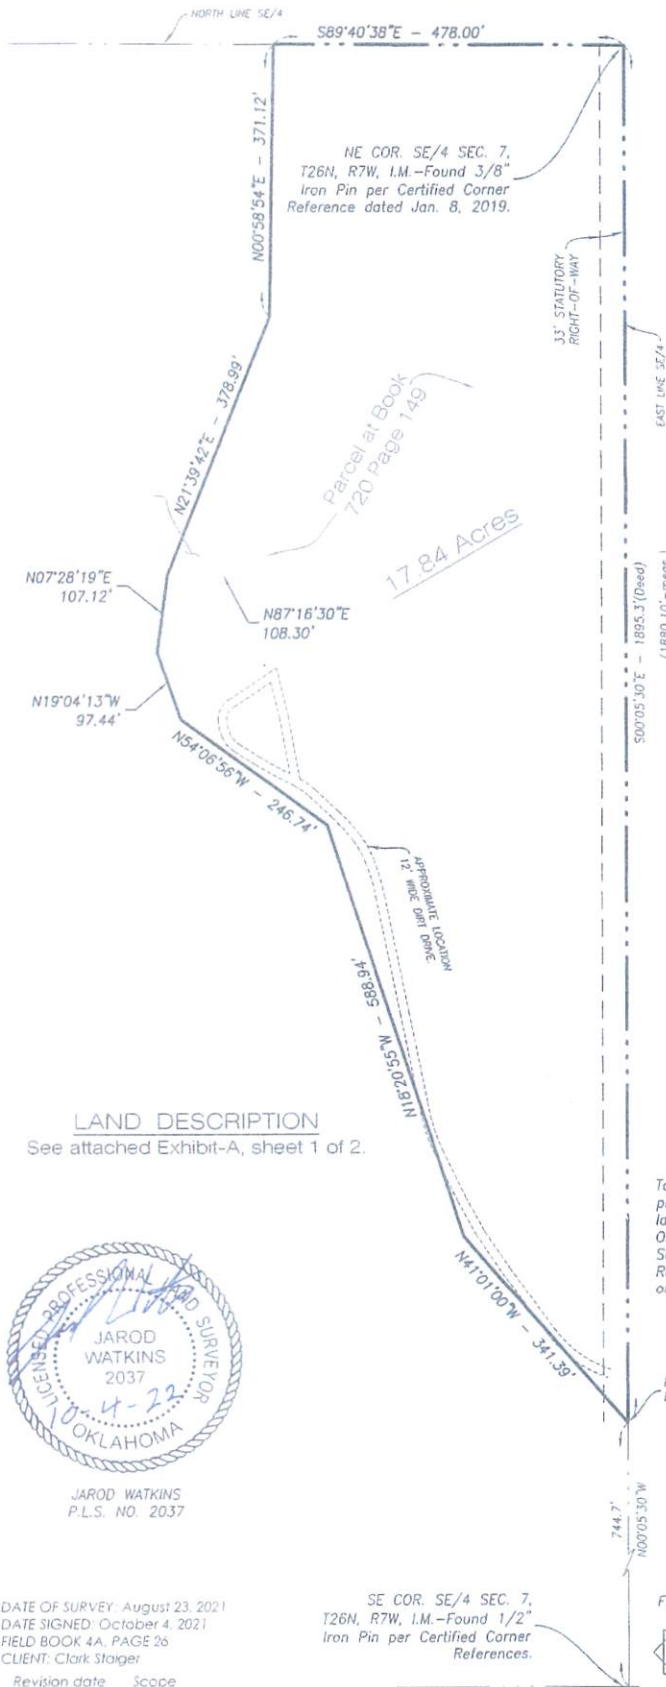 NORTH LINE SE/4
S89°40'38"E - 478.00'
N00°58'54"E - 371.12'
NE COR. SE/4 SEC. 7,
T26N, R7W, I.M.-Found 3/8"
Iron Pin per Certified Corner
Reference dated Jan. 8, 2019.
33' STATUTORY
RIGHT-OF-WAY
EAST LINE SE/4
N21°39'42"E - 378.99'
Parcel at Book
720 Page 149
17.84 Acres
N07°28'19"E
107.12'
N87°16'30"E
108.30'
S00°05'30"E - 1895.3'(Deed)
N19°04'13"W
97.44'
N54°06'56"W - 246.74'
APPROXIMATE LOCATION
12' WIDE DIRT DRIVE.
N18°20'55"W - 588.94'
LAND DESCRIPTION
See attached Exhibit-A, sheet 1 of 2.
N41°01'00"W - 341.39'
LICENSED PROFESSIONAL LAND SURVEYOR
JAROD
WATKINS
2037
10-4-22
OKLAHOMA
JAROD WATKINS
P.L.S. NO. 2037
744.7'
N00°05'30"W
DATE OF SURVEY: August 23, 2021
DATE SIGNED: October 4, 2021
FIELD BOOK 4A, PAGE 26
CLIENT: Clark Staiger
Revision date Scope
SE COR. SE/4 SEC. 7,
T26N, R7W, I.M.-Found 1/2"
Iron Pin per Certified Corner
References.